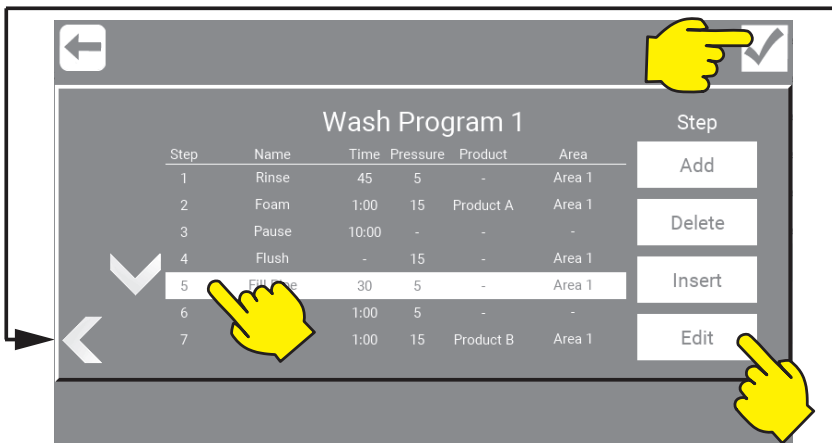 Wash Program 1
Step
Step Name Time Pressure Product Area
1 Rinse 45 5 - Area 1
2 Foam 1:00 15 Product A Area 1
3 Pause 10:00 - - -
4 Flush - 15 - Area 1
5 30 5 - Area 1
6 1:00 5 - -
7 1:00 15 Product B Area 1
Add
Delete
Insert
Edit